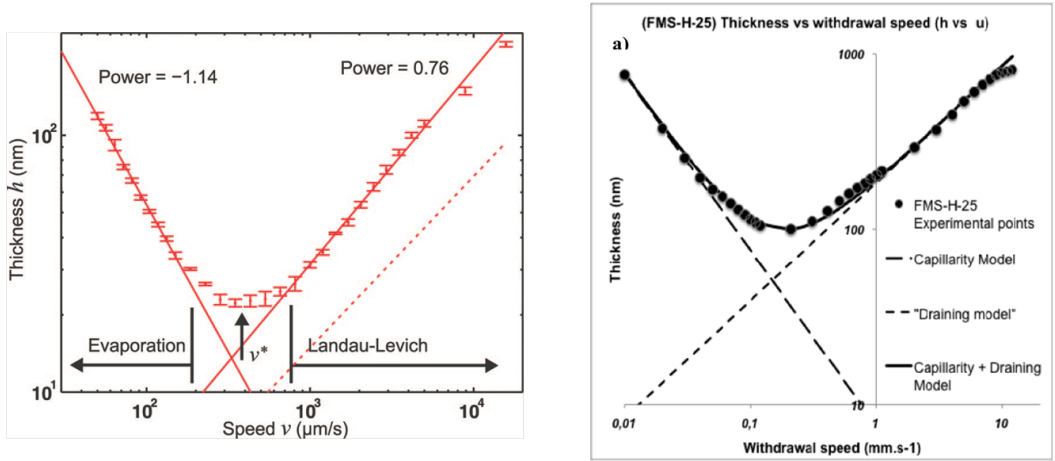 Power = −1.14
Power = 0.76
10²
10¹
Thickness h (nm)
Evaporation
v*
Landau-Levich
10²
10³
10⁴
Speed v (µm/s)
(FMS-H-25) Thickness vs withdrawal speed (h vs u)
a)
1000
100
10
Thickness (nm)
FMS-H-25
Experimental points
Capillarity Model
"Draining model"
Capillarity + Draining
Model
0,01
0,1
1
10
Withdrawal speed (mm.s-1)